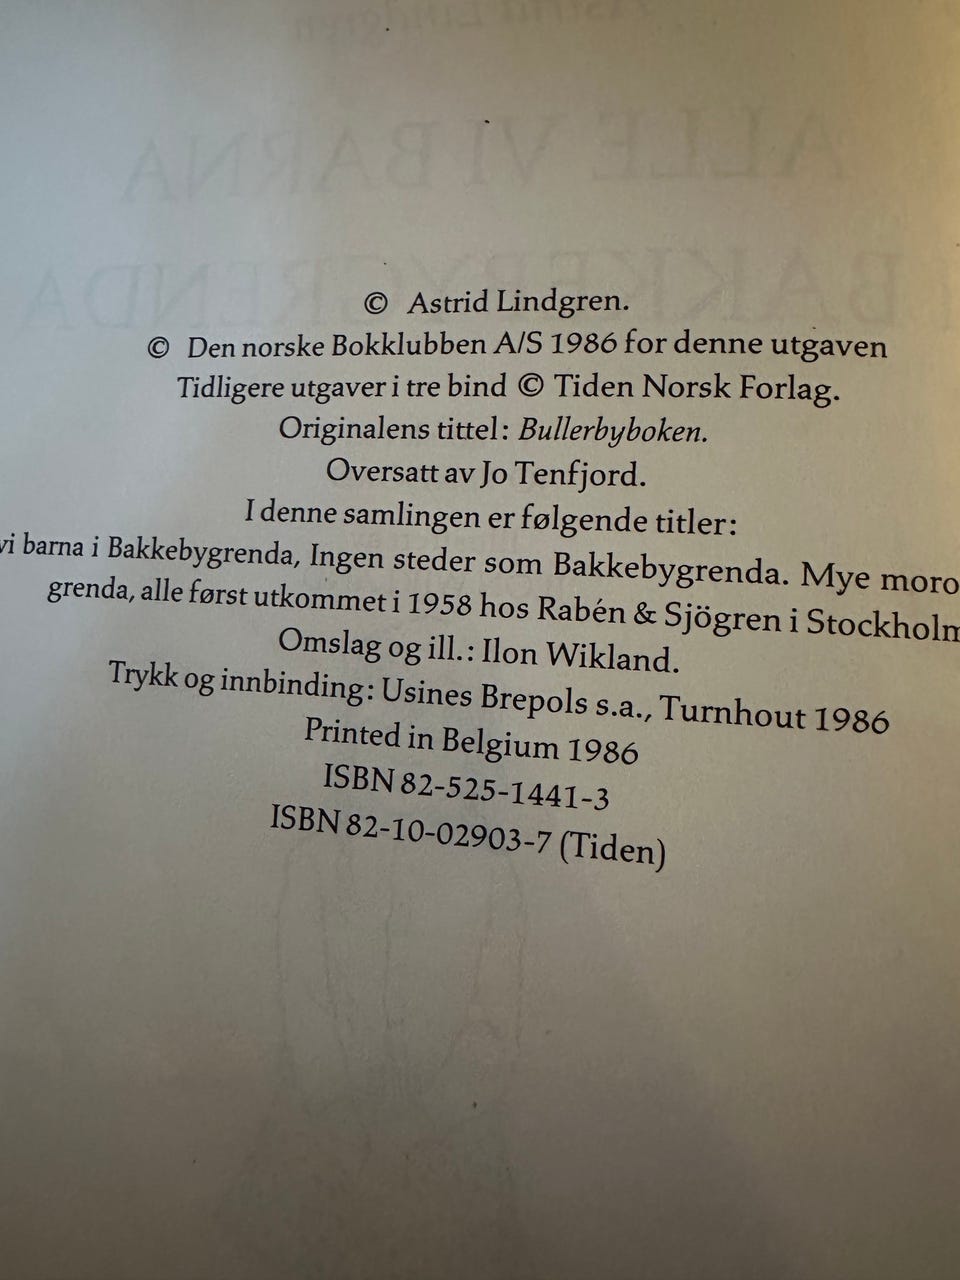 © Astrid Lindgren.
© Den norske Bokklubben A/S 1986 for denne utgaven
Tidligere utgaver i tre bind © Tiden Norsk Forlag.
Originalens tittel: Bullerbyboken.
Oversatt av Jo Tenfjord.
I denne samlingen er følgende titler:
vi barna i Bakkebygrenda, Ingen steder som Bakkebygrenda. Mye moro
grenda, alle først utkommet i 1958 hos Rabén & Sjögren i Stockholm
Omslag og ill.: Ilon Wikland.
Trykk og innbinding: Usines Brepols s.a., Turnhout 1986
Printed in Belgium 1986
ISBN 82-525-1441-3
ISBN 82-10-02903-7 (Tiden)